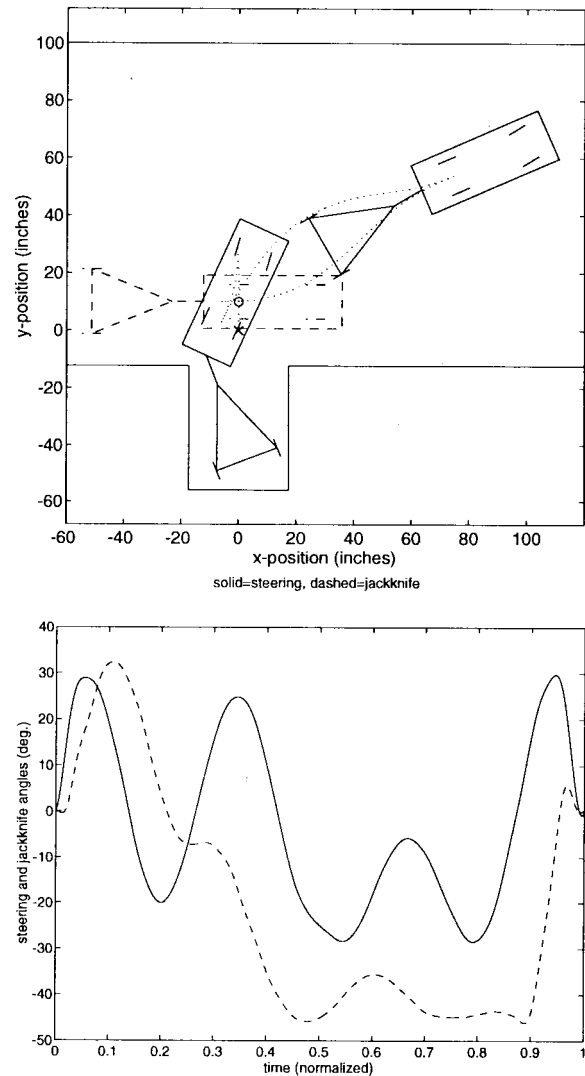 100
80
60
40
20
0
-20
-40
-60
y-position (inches)
-60 -40 -20 0 20 40 60 80 100
x-position (inches)
solid=steering, dashed=jackknife
40
30
20
10
0
-10
-20
-30
-40
-50
steering and jackknife angles (deg.)
0 0.1 0.2 0.3 0.4 0.5 0.6 0.7 0.8 0.9 1
time (normalized)